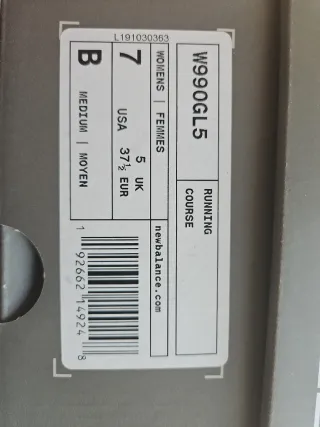 W990GL5
RUNNING
COURSE
WOMENS | FEMMES
newbalance.com
7
USA
5 UK
37½ EUR
B
MEDIUM | MOYEN
1 92662 14924 8
L191030363